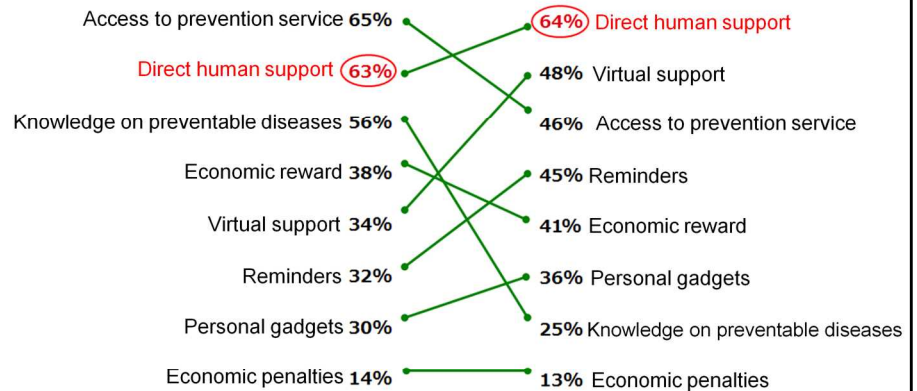 Access to prevention service 65%
Direct human support 63%
Knowledge on preventable diseases 56%
Economic reward 38%
Virtual support 34%
Reminders 32%
Personal gadgets 30%
Economic penalties 14%
64% Direct human support
48% Virtual support
46% Access to prevention service
45% Reminders
41% Economic reward
36% Personal gadgets
25% Knowledge on preventable diseases
13% Economic penalties